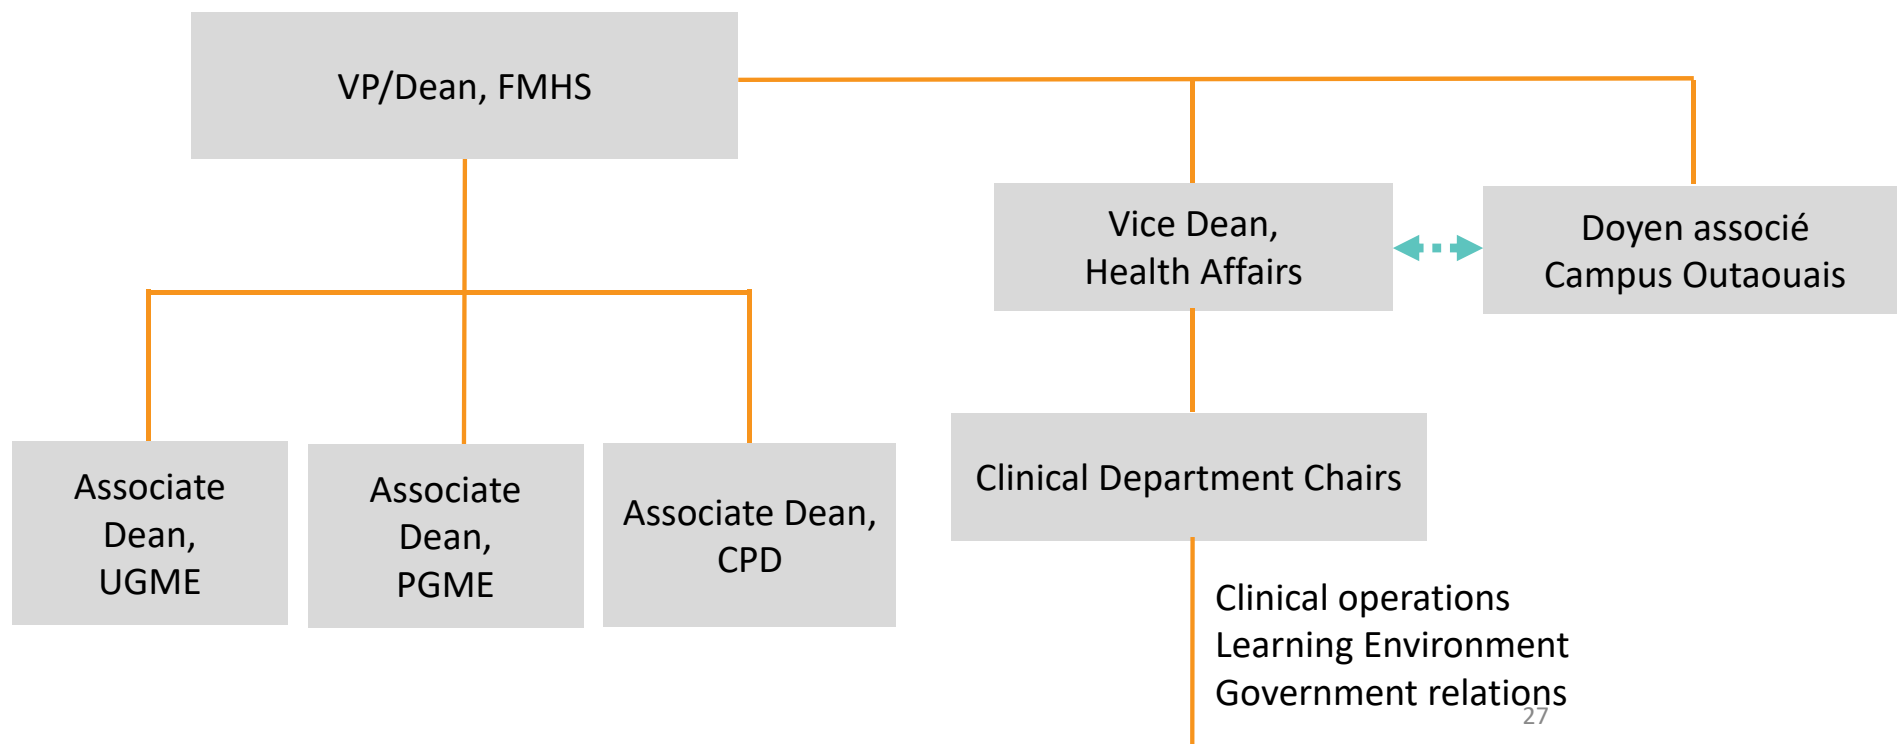 VP/Dean, FMHS
Vice Dean,
Health Affairs
Doyen associé
Campus Outaouais
Associate
Dean,
UGME
Associate
Dean,
PGME
Associate Dean,
CPD
Clinical Department Chairs
Clinical operations
Learning Environment
Government relations
27